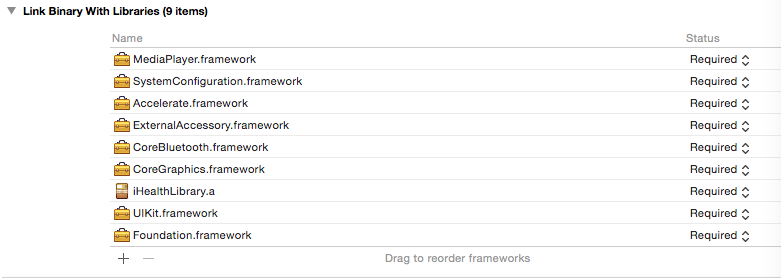 Link Binary With Libraries (9 items)
Name Status
MediaPlayer.framework Required
SystemConfiguration.framework Required
Accelerate.framework Required
ExternalAccessory.framework Required
CoreBluetooth.framework Required
CoreGraphics.framework Required
iHealthLibrary.a Required
UIKit.framework Required
Foundation.framework Required
Drag to reorder frameworks